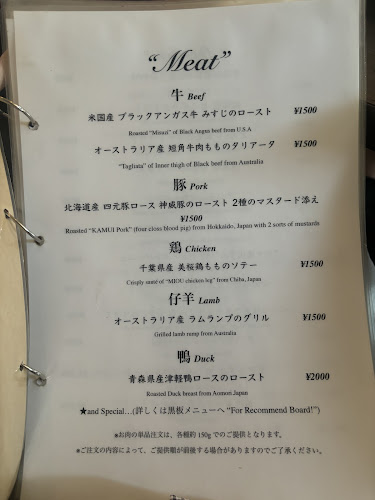 “Meat”
牛 Beef
米国産 ブラックアンガス牛 みすじのロースト ¥1500
Roasted “Misuzi” of Black Angus beef from U.S.A
オーストラリア産 短角牛内もものタリアータ ¥1500
“Tagliata” of Inner thigh of Black beef from Australia
豚 Pork
北海道産 四元豚ロース 神威豚のロースト 2種のマスタード添え
¥1500
Roasted “KAMUI Pork” (four closs blood pig) from Hokkaido, Japan with 2 sorts of mustards
鶏 Chicken
千葉県産 美桜鶏もものソテー ¥1500
Crisply sauté of “MIOU chicken leg” from Chiba, Japan
仔羊 Lamb
オーストラリア産 ラムランプのグリル ¥1500
Grilled lamb rump from Australia
鴨 Duck
青森県産津軽鴨ロースのロースト ¥2000
Roasted Duck breast from Aomori Japan
★and Special…(詳しくは黒板メニューへ “For Recommend Board!”)
※お肉の単品注文は、各種約150gでのご提供となります。
※ご注文の内容によって、ご提供順が前後する場合がありますのでご了承ください。